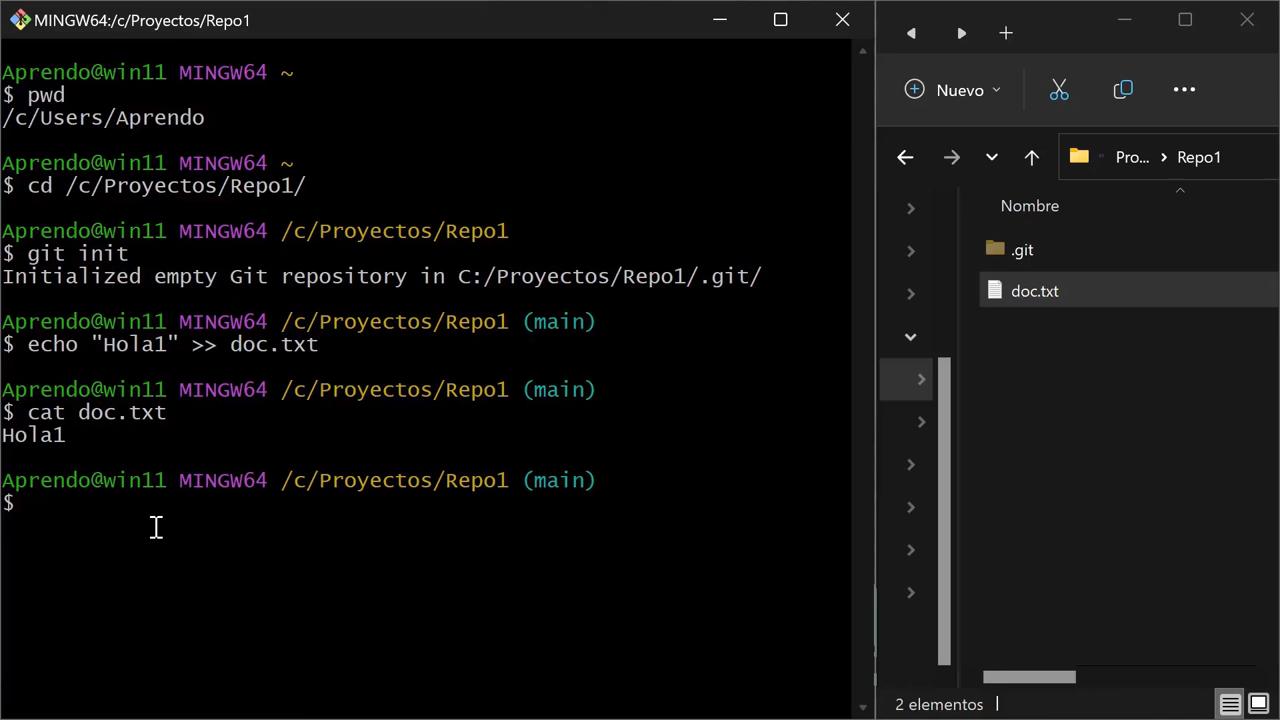 MINGW64:/c/Proyectos/Repo1
Aprendo@win11 MINGW64 ~
$ pwd
/c/Users/Aprendo
Aprendo@win11 MINGW64 ~
$ cd /c/Proyectos/Repo1/
Aprendo@win11 MINGW64 /c/Proyectos/Repo1
$ git init
Initialized empty Git repository in C:/Proyectos/Repo1/.git/
Aprendo@win11 MINGW64 /c/Proyectos/Repo1 (main)
$ echo "Hola1" >> doc.txt
Aprendo@win11 MINGW64 /c/Proyectos/Repo1 (main)
$ cat doc.txt
Hola1
Aprendo@win11 MINGW64 /c/Proyectos/Repo1 (main)
$
Nuevo
Pro... > Repo1
Nombre
.git
doc.txt
2 elementos